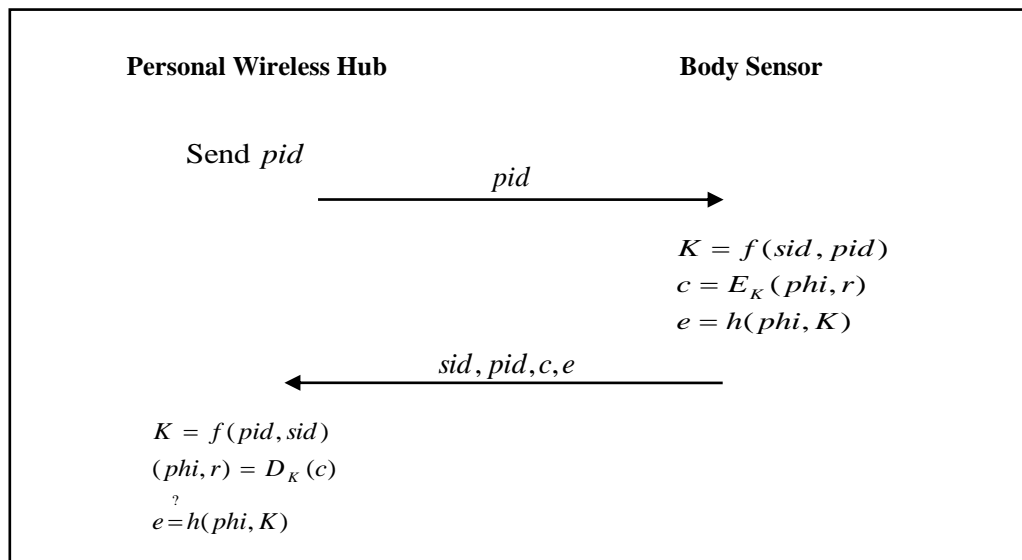 Personal Wireless Hub
Body Sensor
Send pid
pid
K = f(sid, pid)
c = E_K(phi, r)
e = h(phi, K)
sid, pid, c, e
K = f(pid, sid)
(phi, r) = D_K(c)
?
e = h(phi, K)